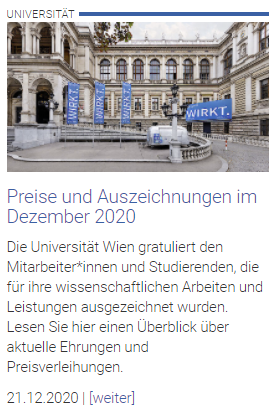 UNIVERSITÄT
WIRKT.
WIRKT.
WIRKT.
WIRKT.
Preise und Auszeichnungen im
Dezember 2020
Die Universität Wien gratuliert den
Mitarbeiter*innen und Studierenden, die
für ihre wissenschaftlichen Arbeiten und
Leistungen ausgezeichnet wurden.
Lesen Sie hier einen Überblick über
aktuelle Ehrungen und
Preisverleihungen.
21.12.2020 | [weiter]